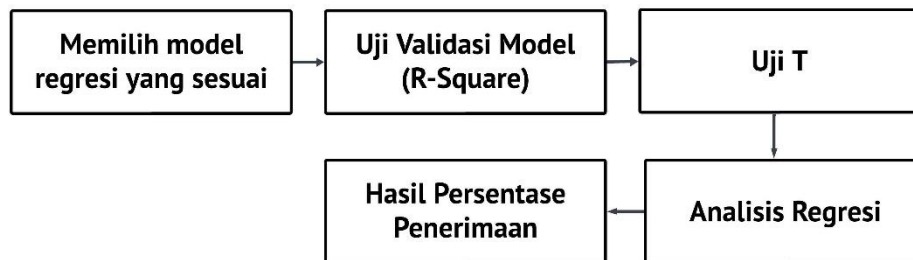 Memilih model
regresi yang sesuai
Uji Validasi Model
(R-Square)
Uji T
Analisis Regresi
Hasil Persentase
Penerimaan